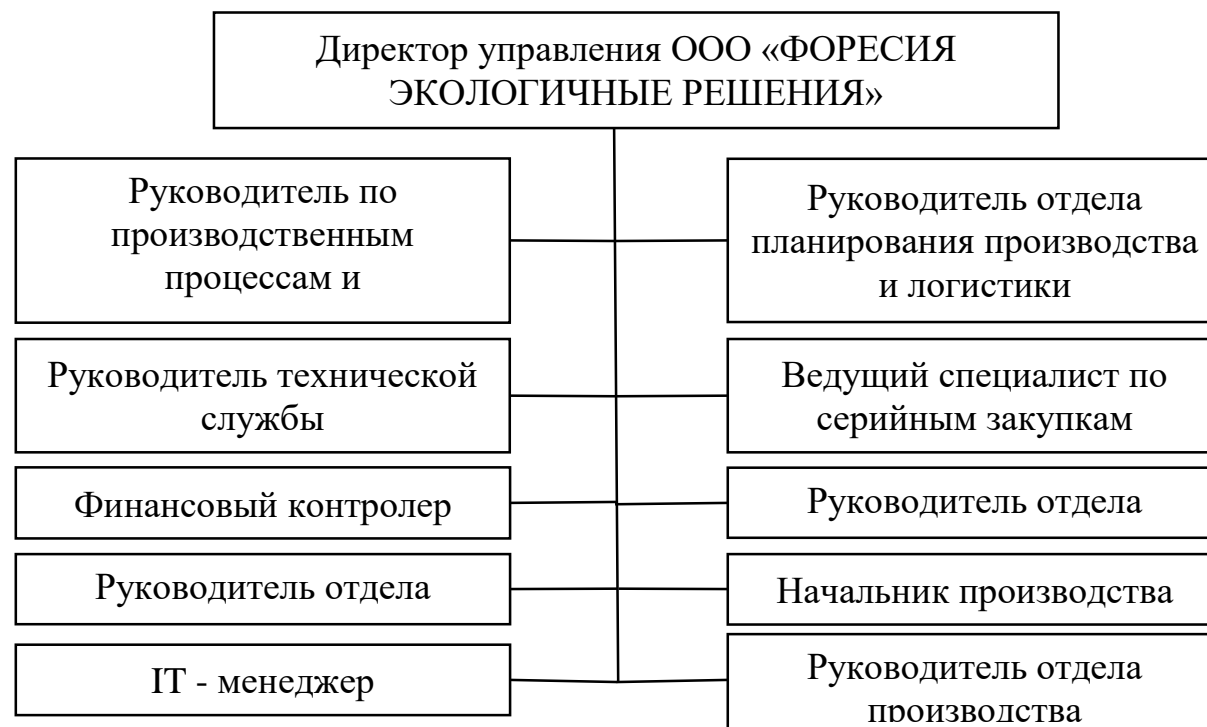 Директор управления ООО «ФОРЕСИЯ
ЭКОЛОГИЧНЫЕ РЕШЕНИЯ»
Руководитель по
производственным
процессам и
Руководитель отдела
планирования производства
и логистики
Руководитель технической
службы
Ведущий специалист по
серийным закупкам
Финансовый контролер
Руководитель отдела
Руководитель отдела
Начальник производства
IT - менеджер
Руководитель отдела
производства